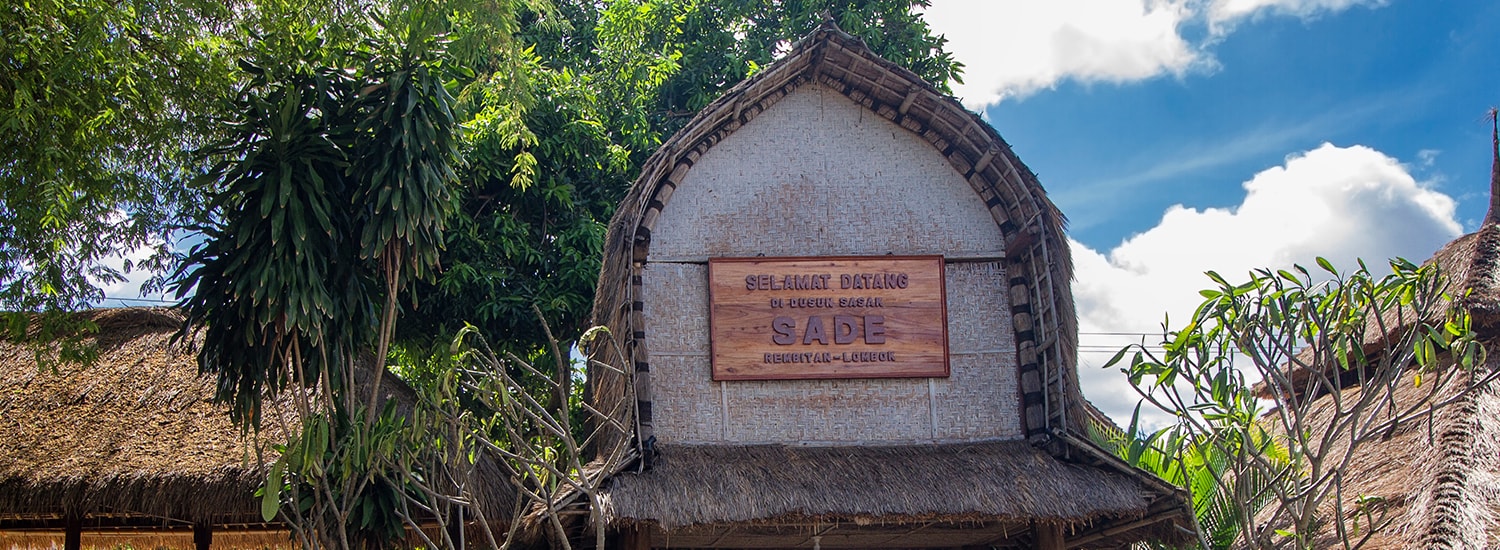 SELAMAT DATANG
DI DUSUN SASAK
SADE
REMBITAN-LOMBOK